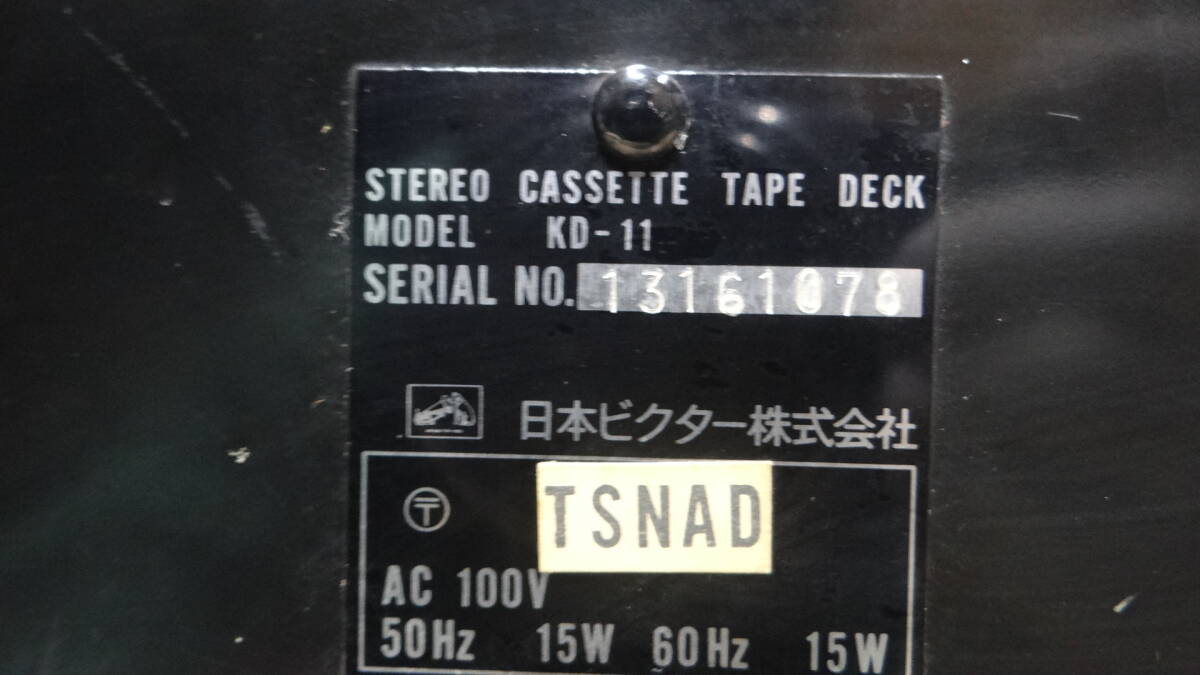 STEREO CASSETTE TAPE DECK
MODEL KD-11
SERIAL NO. 13161078
日本ビクター株式会社
〒
TSNAD
AC 100V
50Hz 15W 60Hz 15W